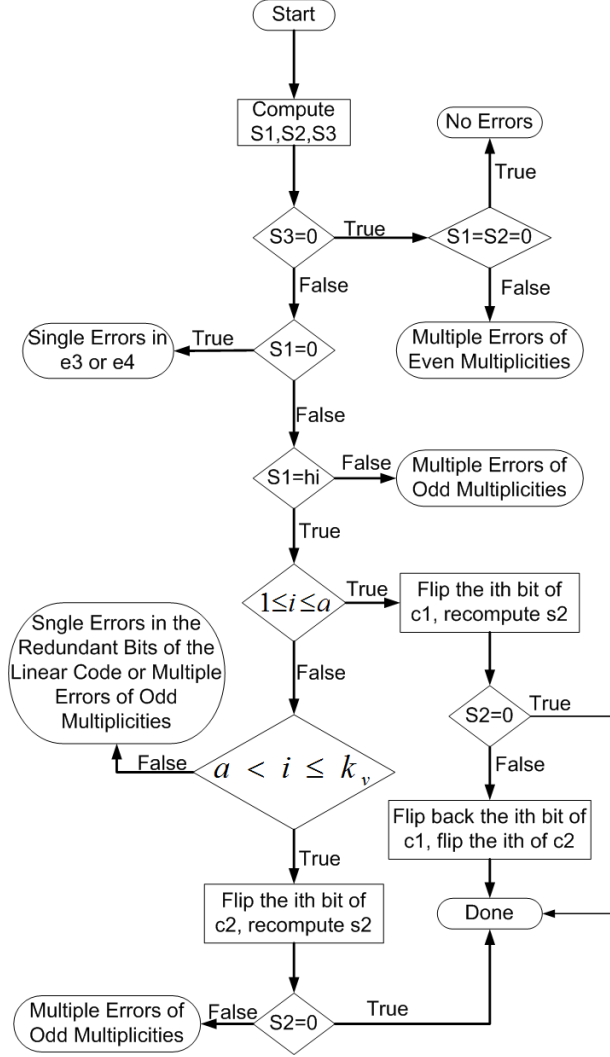 Start
Compute
S1,S2,S3
No Errors
True
S3=0
True
S1=S2=0
False
False
Multiple Errors of
Even Multiplicities
Single Errors in
e3 or e4
True
S1=0
False
S1=hi
False
Multiple Errors of
Odd Multiplicities
True
1≤i≤a
True
Flip the ith bit of
c1, recompute s2
Sngle Errors in the
Redundant Bits of the
Linear Code or Multiple
Errors of Odd
Multiplicities
False
S2=0
True
False
a < i ≤ kᵥ
False
Flip back the ith bit of
c1, flip the ith of c2
True
Flip the ith bit of
c2, recompute s2
Done
Multiple Errors of
Odd Multiplicities
False
S2=0
True